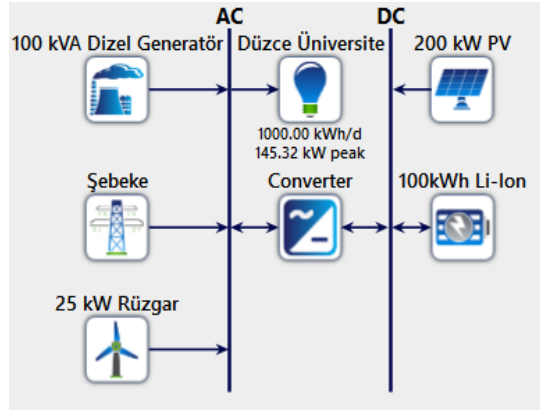 AC DC
100 kVA Dizel Generatör Düzce Üniversite 200 kW PV
1000.00 kWh/d
145.32 kW peak
Şebeke Converter 100kWh Li-Ion
25 kW Rüzgar